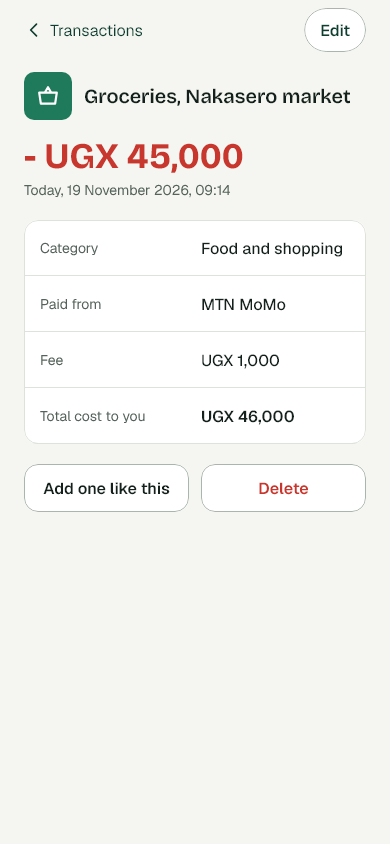 Transactions
Edit
Groceries, Nakasero market
- UGX 45,000
Today, 19 November 2026, 09:14
Category
Food and shopping
Paid from
MTN MoMo
Fee
UGX 1,000
Total cost to you
UGX 46,000
Add one like this
Delete